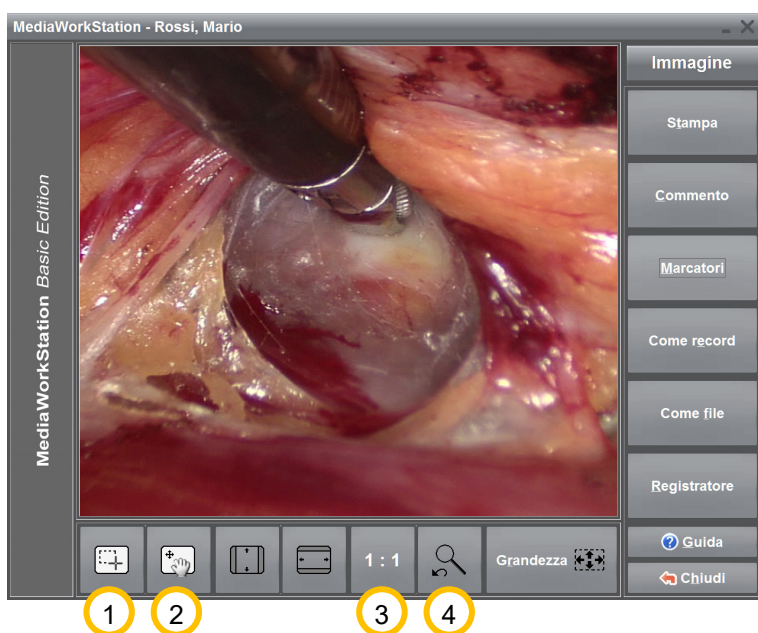 MediaWorkStation - Rossi, Mario
MediaWorkStation Basic Edition
Immagine
Stampa
Commento
Marcatori
Come record
Come file
Registratore
Guida
Chiudi
1 : 1
Grandezza
1
2
3
4